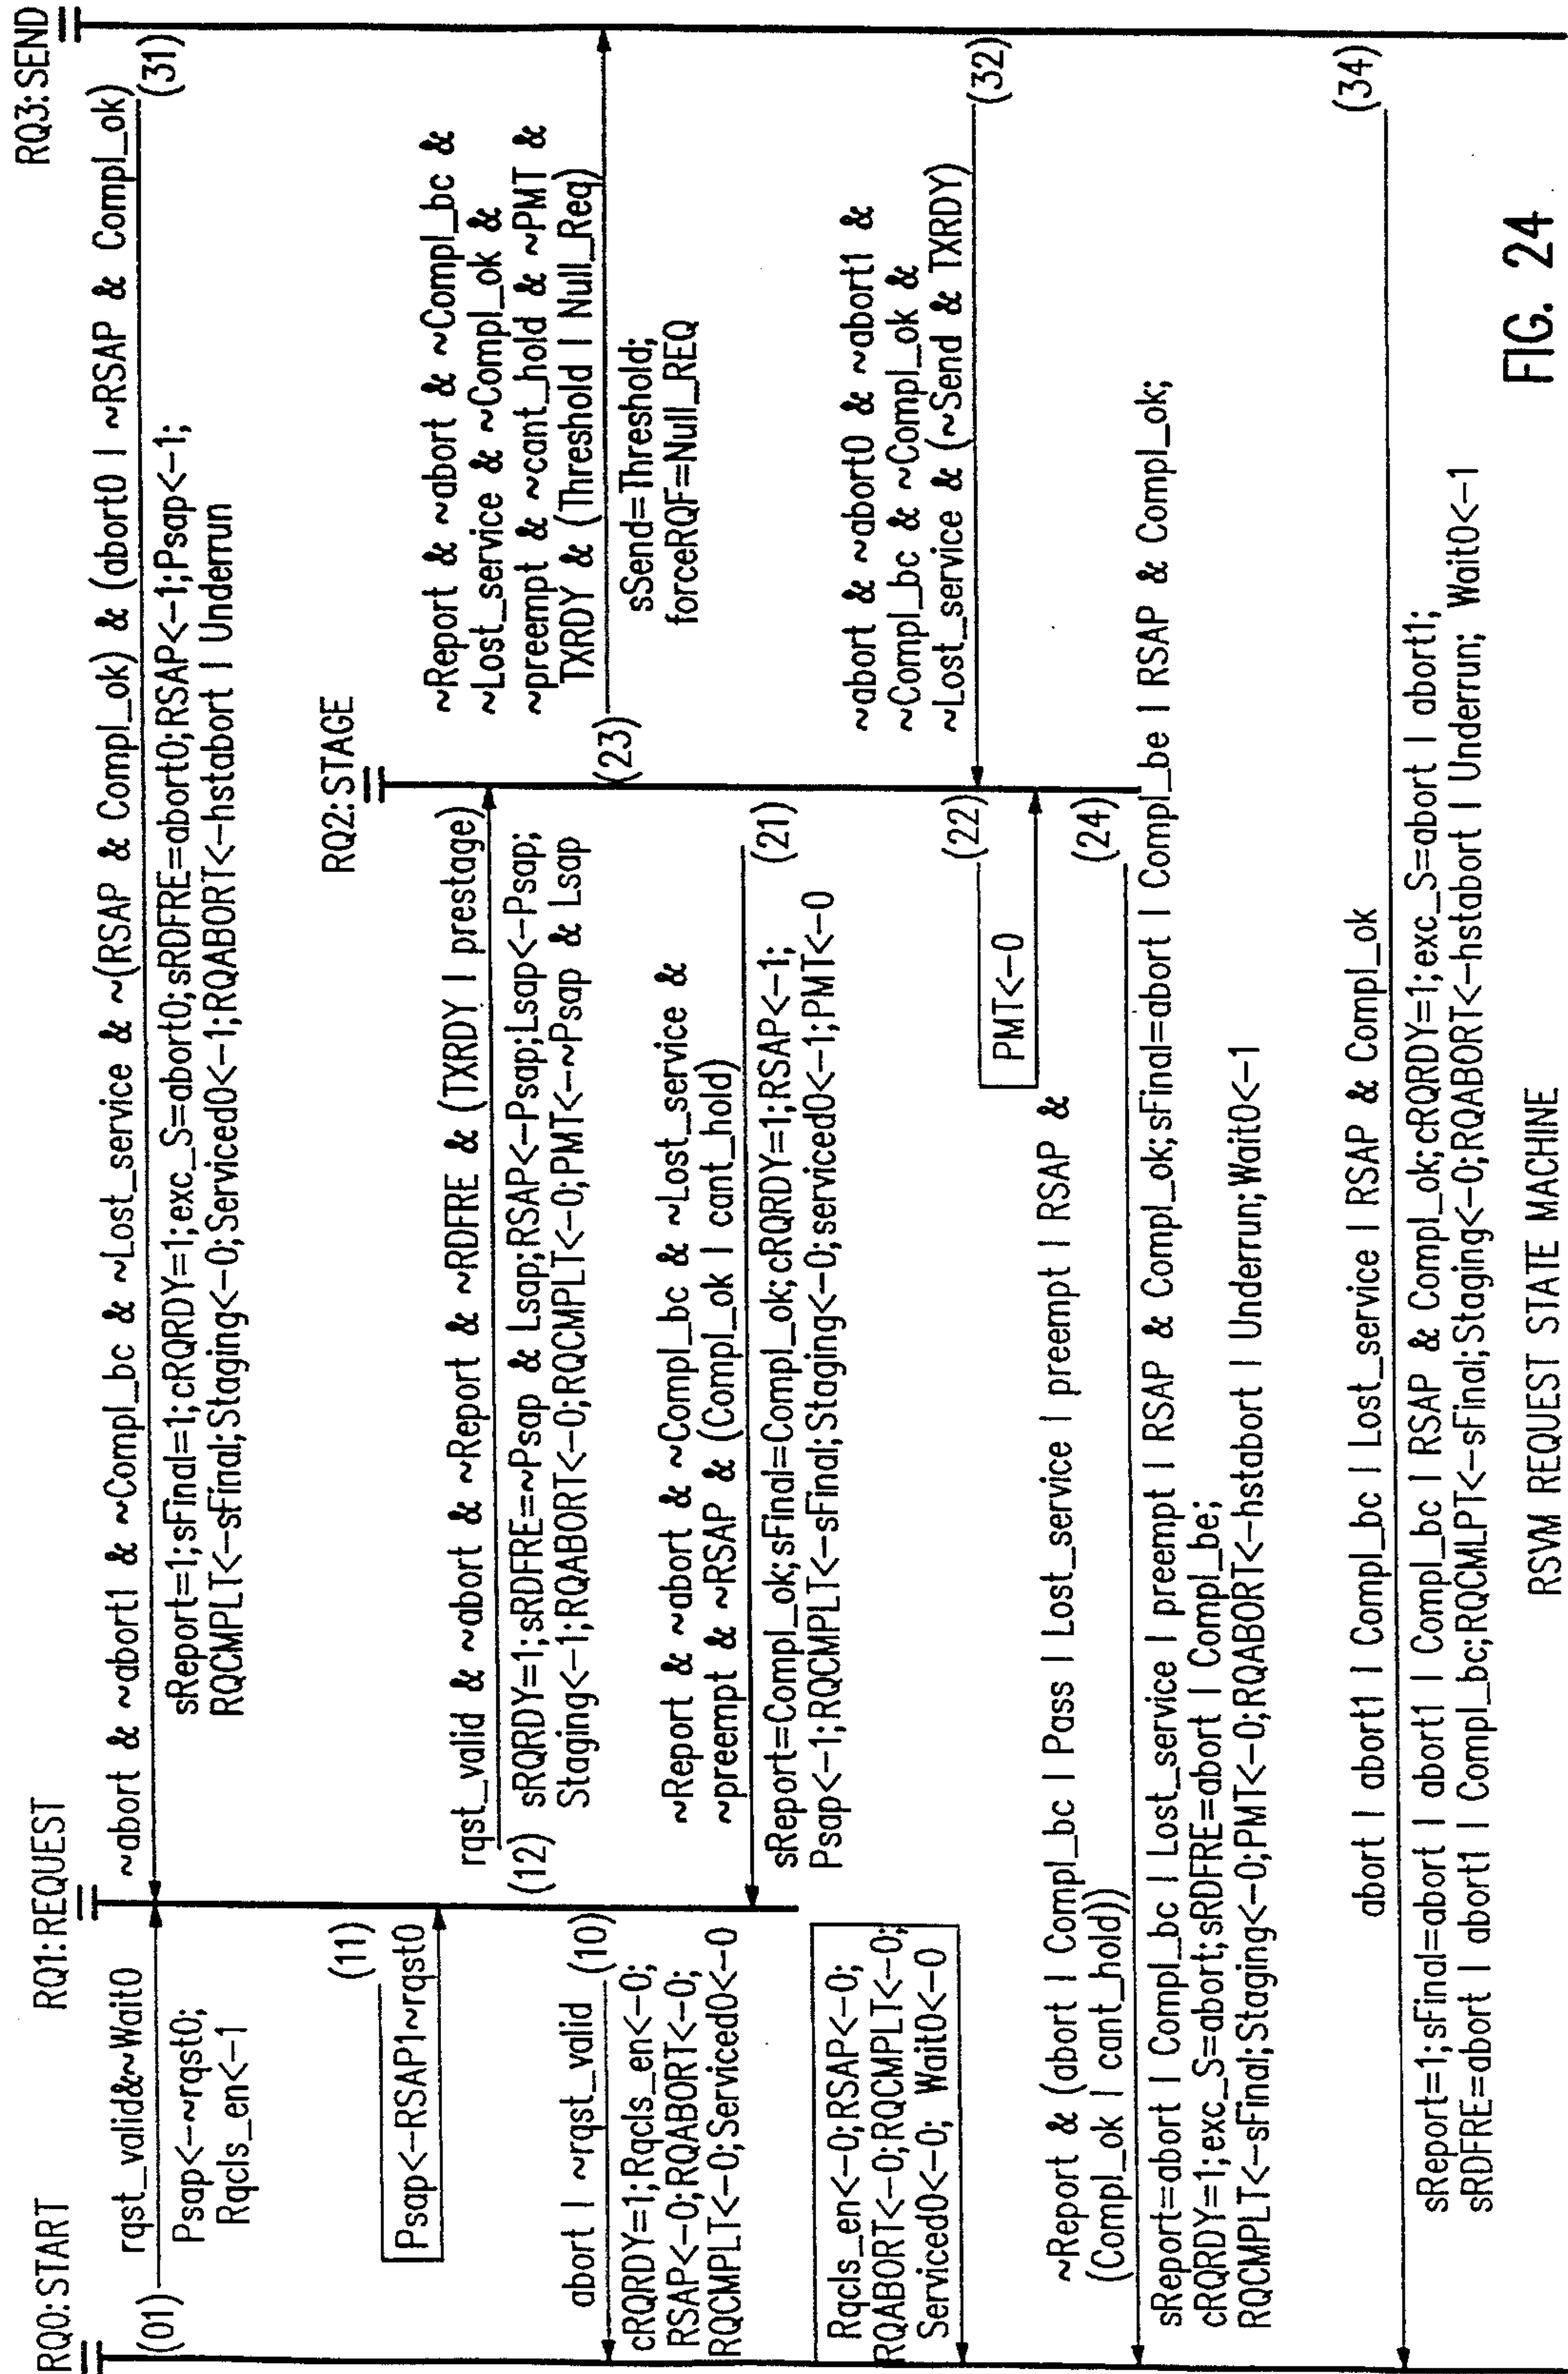 RQ0:START
RQ1:REQUEST
RQ2:STAGE
RQ3:SEND
(01)
rqst_valid&~Wait0
Psap<-~rqst0;
Rqcls_en<-1
(11)
Psap<-RSAP1~rqst0
abort | ~rqst_valid (10)
cRQRDY=1;Rqcls_en<-0;
RSAP<-0;RQABORT<-0;
RQCMPLT<-0;Serviced0<-0
Rqcls_en<-0;RSAP<-0;
RQABORT<-0;RQCMPLT<-0;
Serviced0<-0; Wait0<-0
~abort & ~abort1 & ~Compl_bc & ~Lost_service & ~(RSAP & Compl_ok) & (abort0 | ~RSAP & Compl_ok)
(31)
sReport=1;sFinal=1;cRQRDY=1;exc_S=abort0;sRDFRE=abort0;RSAP<-1;Psap<-1;
RQCMPLT<-sFinal;Staging<-0;Serviced0<-1;RQABORT<-hstabort | Underrun
rqst_valid & ~abort & ~Report & ~RDFRE & (TXRDY | prestage)
(12) sRQRDY=1;sRDFRE=~Psap & Lsap;RSAP<-Psap;Lsap<-Psap;
Staging<-1;RQABORT<-0;RQCMPLT<-0;PMT<-~Psap & Lsap
~Report & ~abort & ~Compl_bc & ~Lost_service &
~preempt & ~RSAP & (Compl_ok | cant_hold)
(21)
sReport=Compl_ok;sFinal=Compl_ok;cRQRDY=1;RSAP<-1;
Psap<-1;RQCMPLT<-sFinal;Staging<-0;serviced0<-1;PMT<-0
~Report & ~abort & ~Compl_bc &
~Lost_service & ~Compl_ok &
~preempt & ~cant_hold & ~PMT &
TXRDY & (Threshold | Null_Req)
(23)
sSend=Threshold;
forceRQF=Null_REQ
~abort & ~abort0 & ~abort1 &
~Compl_bc & ~Compl_ok &
~Lost_service & (~Send & TXRDY)
(32)
(22)
PMT<-0
(24)
~Report & (abort | Compl_bc | Pass | Lost_service | preempt | RSAP &
(Compl_ok | cant_hold))
sReport=abort | Compl_bc | Lost_service | preempt | RSAP & Compl_ok;sFinal=abort | Compl_be | RSAP & Compl_ok;
cRQRDY=1;exc_S=abort;sRDFRE=abort | Compl_be;
RQCMPLT<-sFinal;Staging<-0;PMT<-0;RQABORT<-hstabort | Underrun;Wait0<-1
abort | abort1 | Compl_bc | Lost_service | RSAP & Compl_ok
(34)
sReport=1;sFinal=abort | abort1 | Compl_bc | RSAP & Compl_ok;cRQRDY=1;exc_S=abort | abort1;
sRDFRE=abort | abort1 | Compl_bc;RQCMLPT<-sFinal;Staging<-0;RQABORT<-hstabort | Underrun; Wait0<-1
RSVM REQUEST STATE MACHINE
FIG. 24